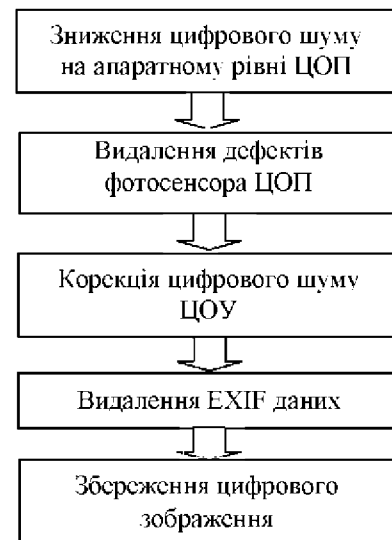 Зниження цифрового шуму
на апаратному рівні ЦОП
Видалення дефектів
фотосенсора ЦОП
Корекція цифрового шуму
ЦОУ
Видалення EXIF даних
Збереження цифрового
зображення